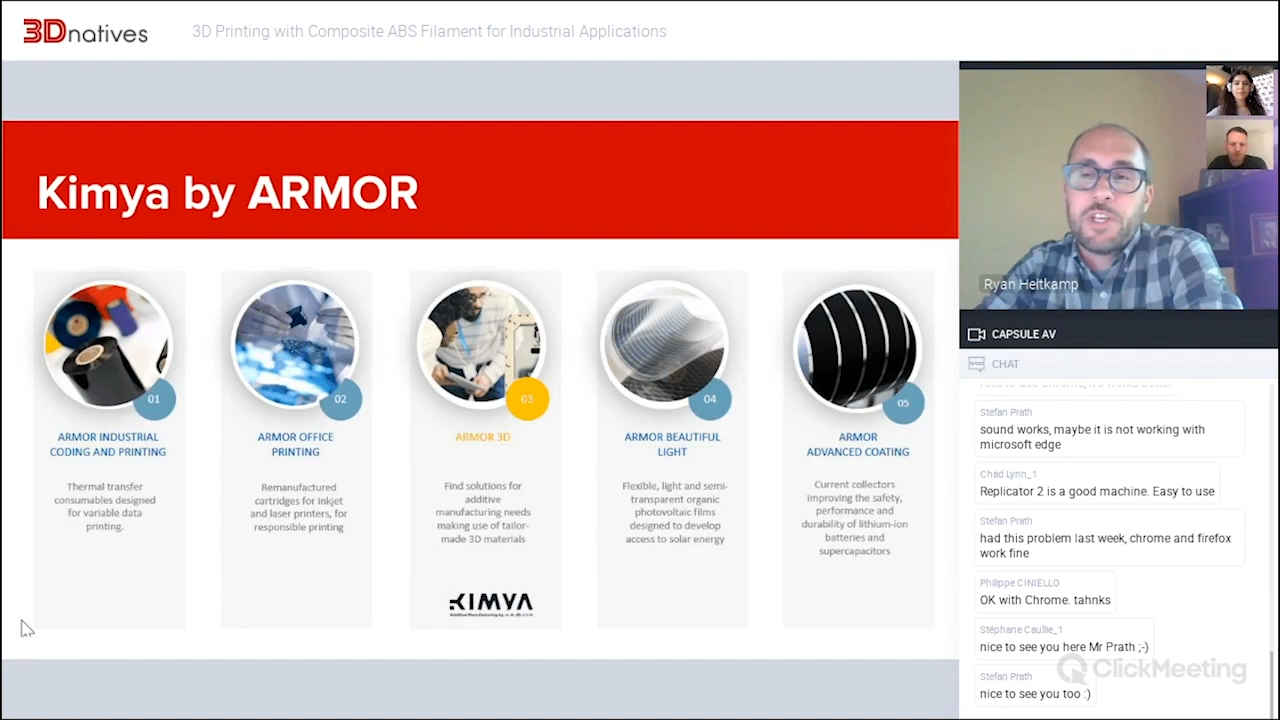 3Dnatives
3D Printing with Composite ABS Filament for Industrial Applications
Kimya by ARMOR
01
ARMOR INDUSTRIAL
CODING AND PRINTING
Thermal transfer
consumables designed
for variable data
printing.
02
ARMOR OFFICE
PRINTING
Remanufactured
cartridges for inkjet
and laser printers, for
responsible printing
03
ARMOR 3D
Find solutions for
additive
manufacturing needs
making use of tailor-
made 3D materials
KIMYA
Additive Manufacturing by ARMOR
04
ARMOR BEAUTIFUL
LIGHT
Flexible, light and semi-
transparent organic
photovoltaic films
designed to develop
access to solar energy
05
ARMOR
ADVANCED COATING
Current collectors
improving the safety,
performance and
durability of lithium-ion
batteries and
supercapacitors
Ryan Heitkamp
CAPSULE AV
CHAT
Stefan Prath
sound works, maybe it is not working with
microsoft edge
Chad Lynn_1
Replicator 2 is a good machine. Easy to use
Stefan Prath
had this problem last week, chrome and firefox
work fine
Philippe CINIELLO
OK with Chrome. tahnks
Stéphane Caullie_1
nice to see you here Mr Prath ;-)
Stefan Prath
nice to see you too :)
ClickMeeting